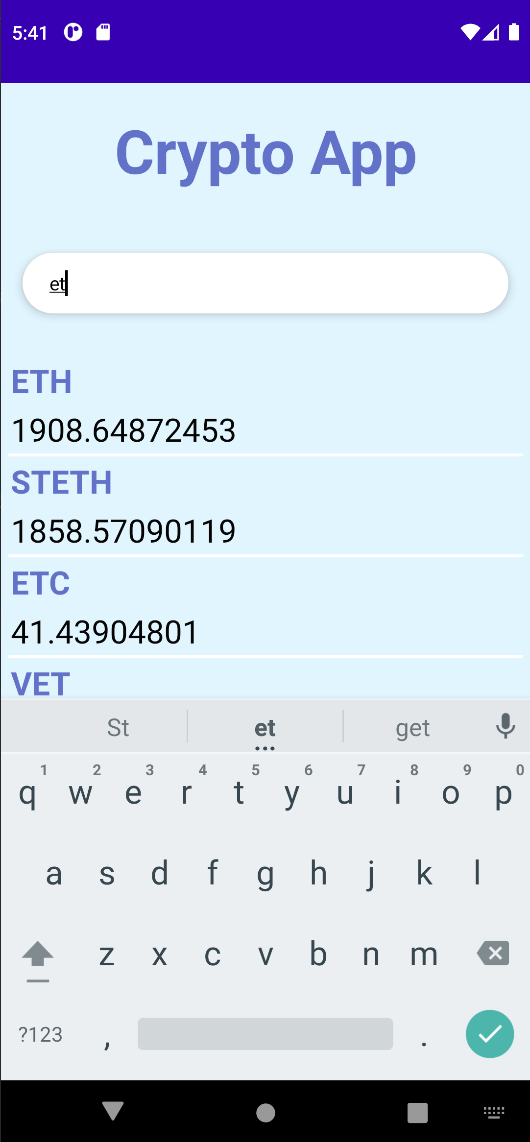 5:41
Crypto App
et
ETH
1908.64872453
STETH
1858.57090119
ETC
41.43904801
VET
St et get
1 2 3 4 5 6 7 8 9 0
q w e r t y u i o p
a s d f g h j k l
z x c v b n m
?123 , .